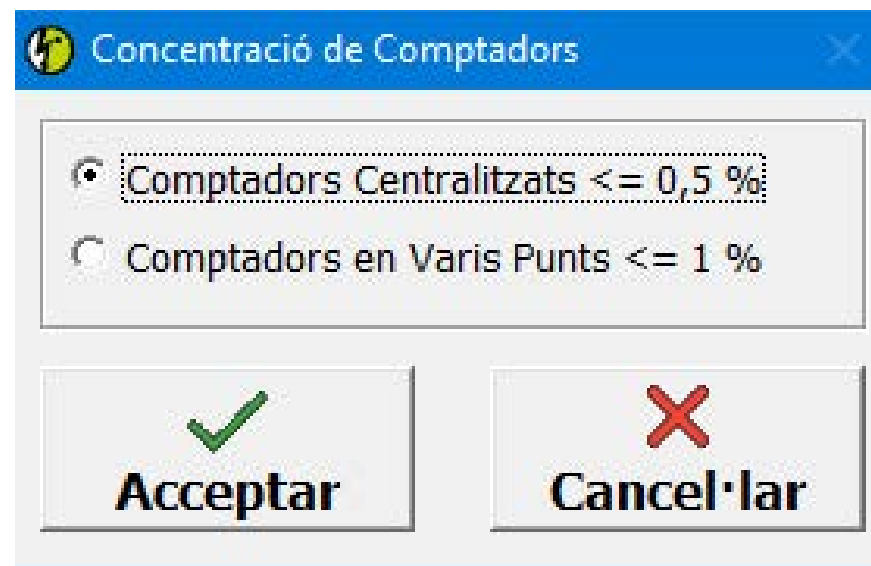 Concentració de Comptadors
Comptadors Centralitzats <= 0,5 %
Comptadors en Varis Punts <= 1 %
Acceptar
Cancel·lar